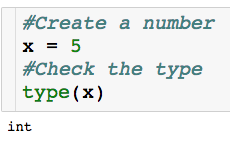 #Create a number
x = 5
#Check the type
type(x)
int